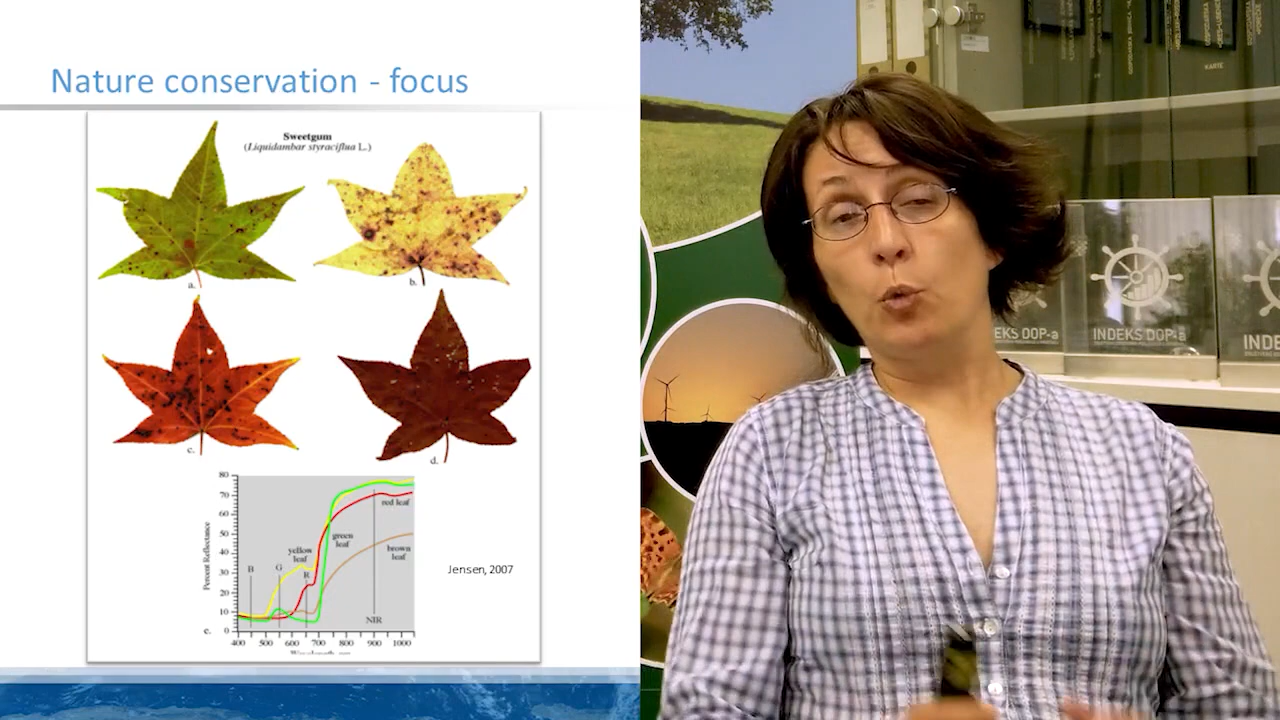 Nature conservation - focus
Sweetgum
(Liquidambar styraciflua L.)
a.
b.
c.
d.
80
70
60
50
40
30
20
10
0
Percent Reflectance
B
G
R
NIR
yellow
leaf
green
leaf
red leaf
brown
leaf
e.
400 500 600 700 800 900 1000
Jensen, 2007
KARTE
EKS DOP-a
INDEKS DOP-a
INDE